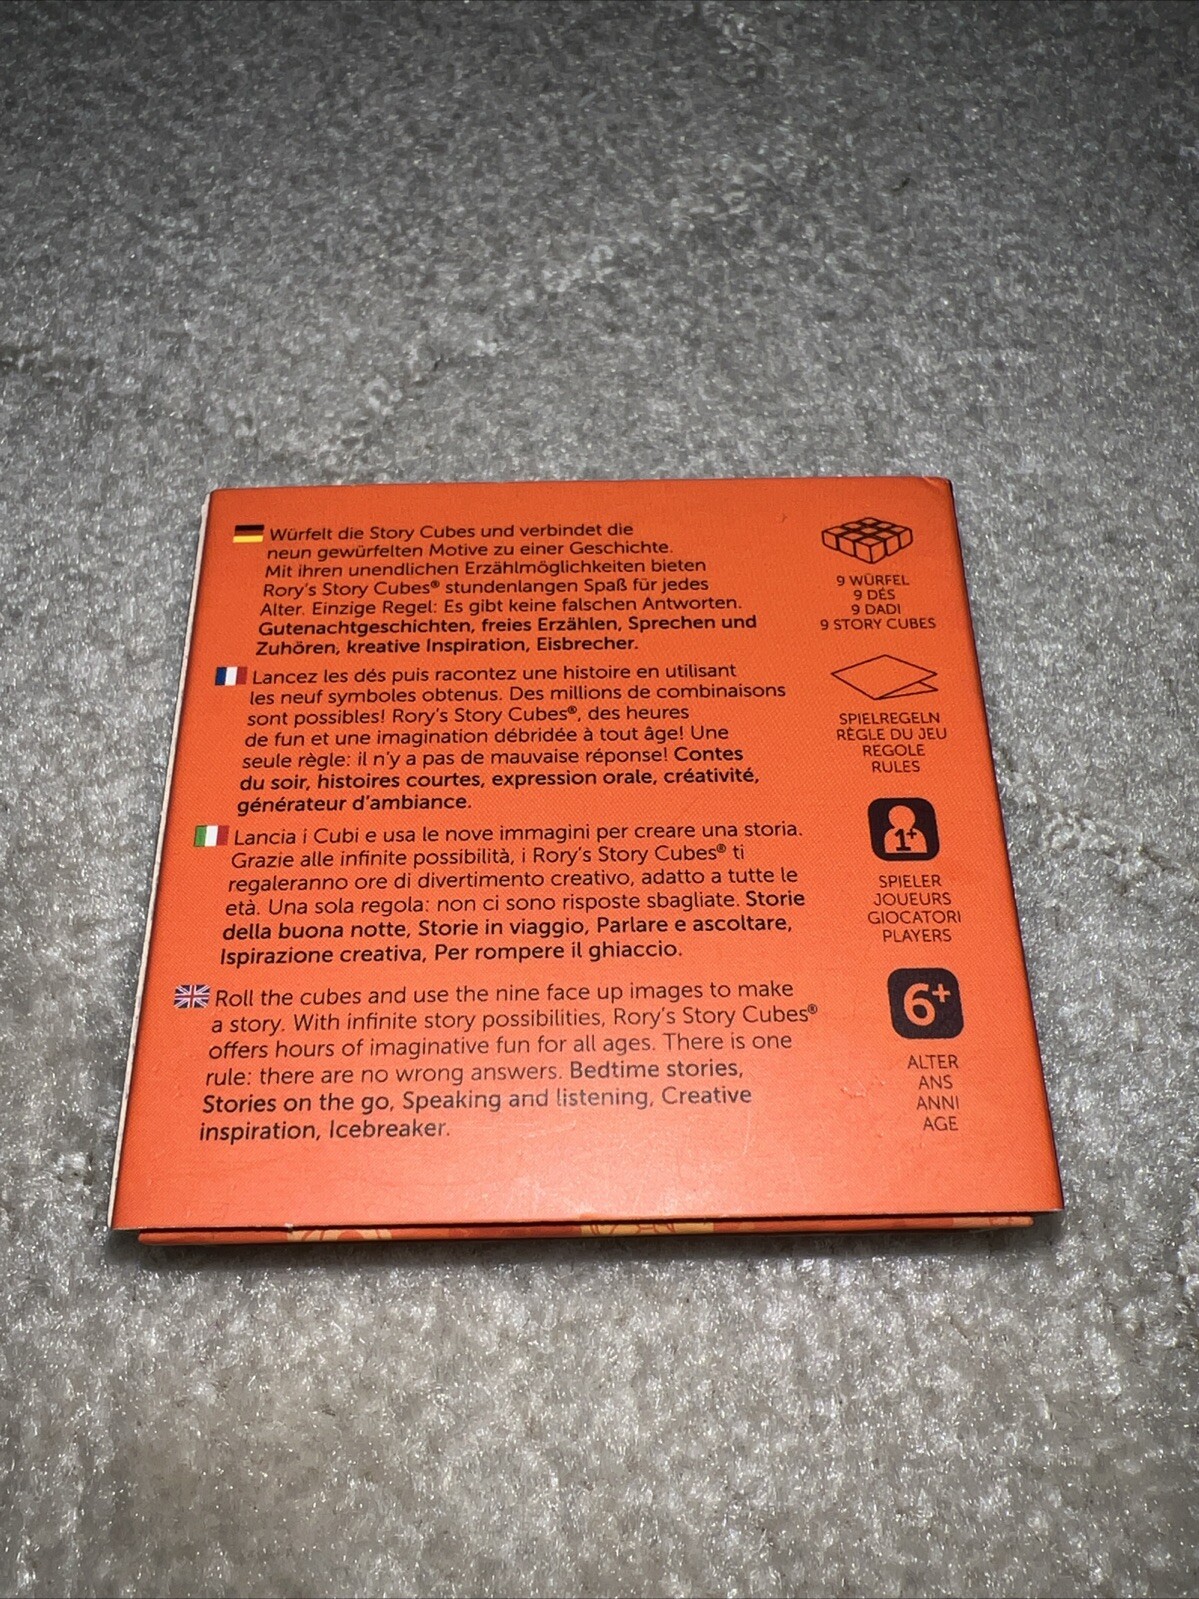 Würfelt die Story Cubes und verbindet die
neun gewürfelten Motive zu einer Geschichte.
Mit ihren unendlichen Erzählmöglichkeiten bieten
Rory's Story Cubes® stundenlangen Spaß für jedes
Alter. Einzige Regel: Es gibt keine falschen Antworten.
Gutenachtgeschichten, freies Erzählen, Sprechen und
Zuhören, kreative Inspiration, Eisbrecher.
Lancez les dés puis racontez une histoire en utilisant
les neuf symboles obtenus. Des millions de combinaisons
sont possibles! Rory's Story Cubes®, des heures
de fun et une imagination débridée à tout âge! Une
seule règle: il n'y a pas de mauvaise réponse! Contes
du soir, histoires courtes, expression orale, créativité,
générateur d'ambiance.
Lancia i Cubi e usa le nove immagini per creare una storia.
Grazie alle infinite possibilità, i Rory's Story Cubes® ti
regaleranno ore di divertimento creativo, adatto a tutte le
età. Una sola regola: non ci sono risposte sbagliate. Storie
della buona notte, Storie in viaggio, Parlare e ascoltare,
Ispirazione creativa, Per rompere il ghiaccio.
Roll the cubes and use the nine face up images to make
a story. With infinite story possibilities, Rory's Story Cubes®
offers hours of imaginative fun for all ages. There is one
rule: there are no wrong answers. Bedtime stories,
Stories on the go, Speaking and listening, Creative
inspiration, Icebreaker.
9 WÜRFEL
9 DÉS
9 DADI
9 STORY CUBES
SPIELREGELN
RÈGLE DU JEU
REGOLE
RULES
1+
SPIELER
JOUEURS
GIOCATORI
PLAYERS
6+
ALTER
ANS
ANNI
AGE